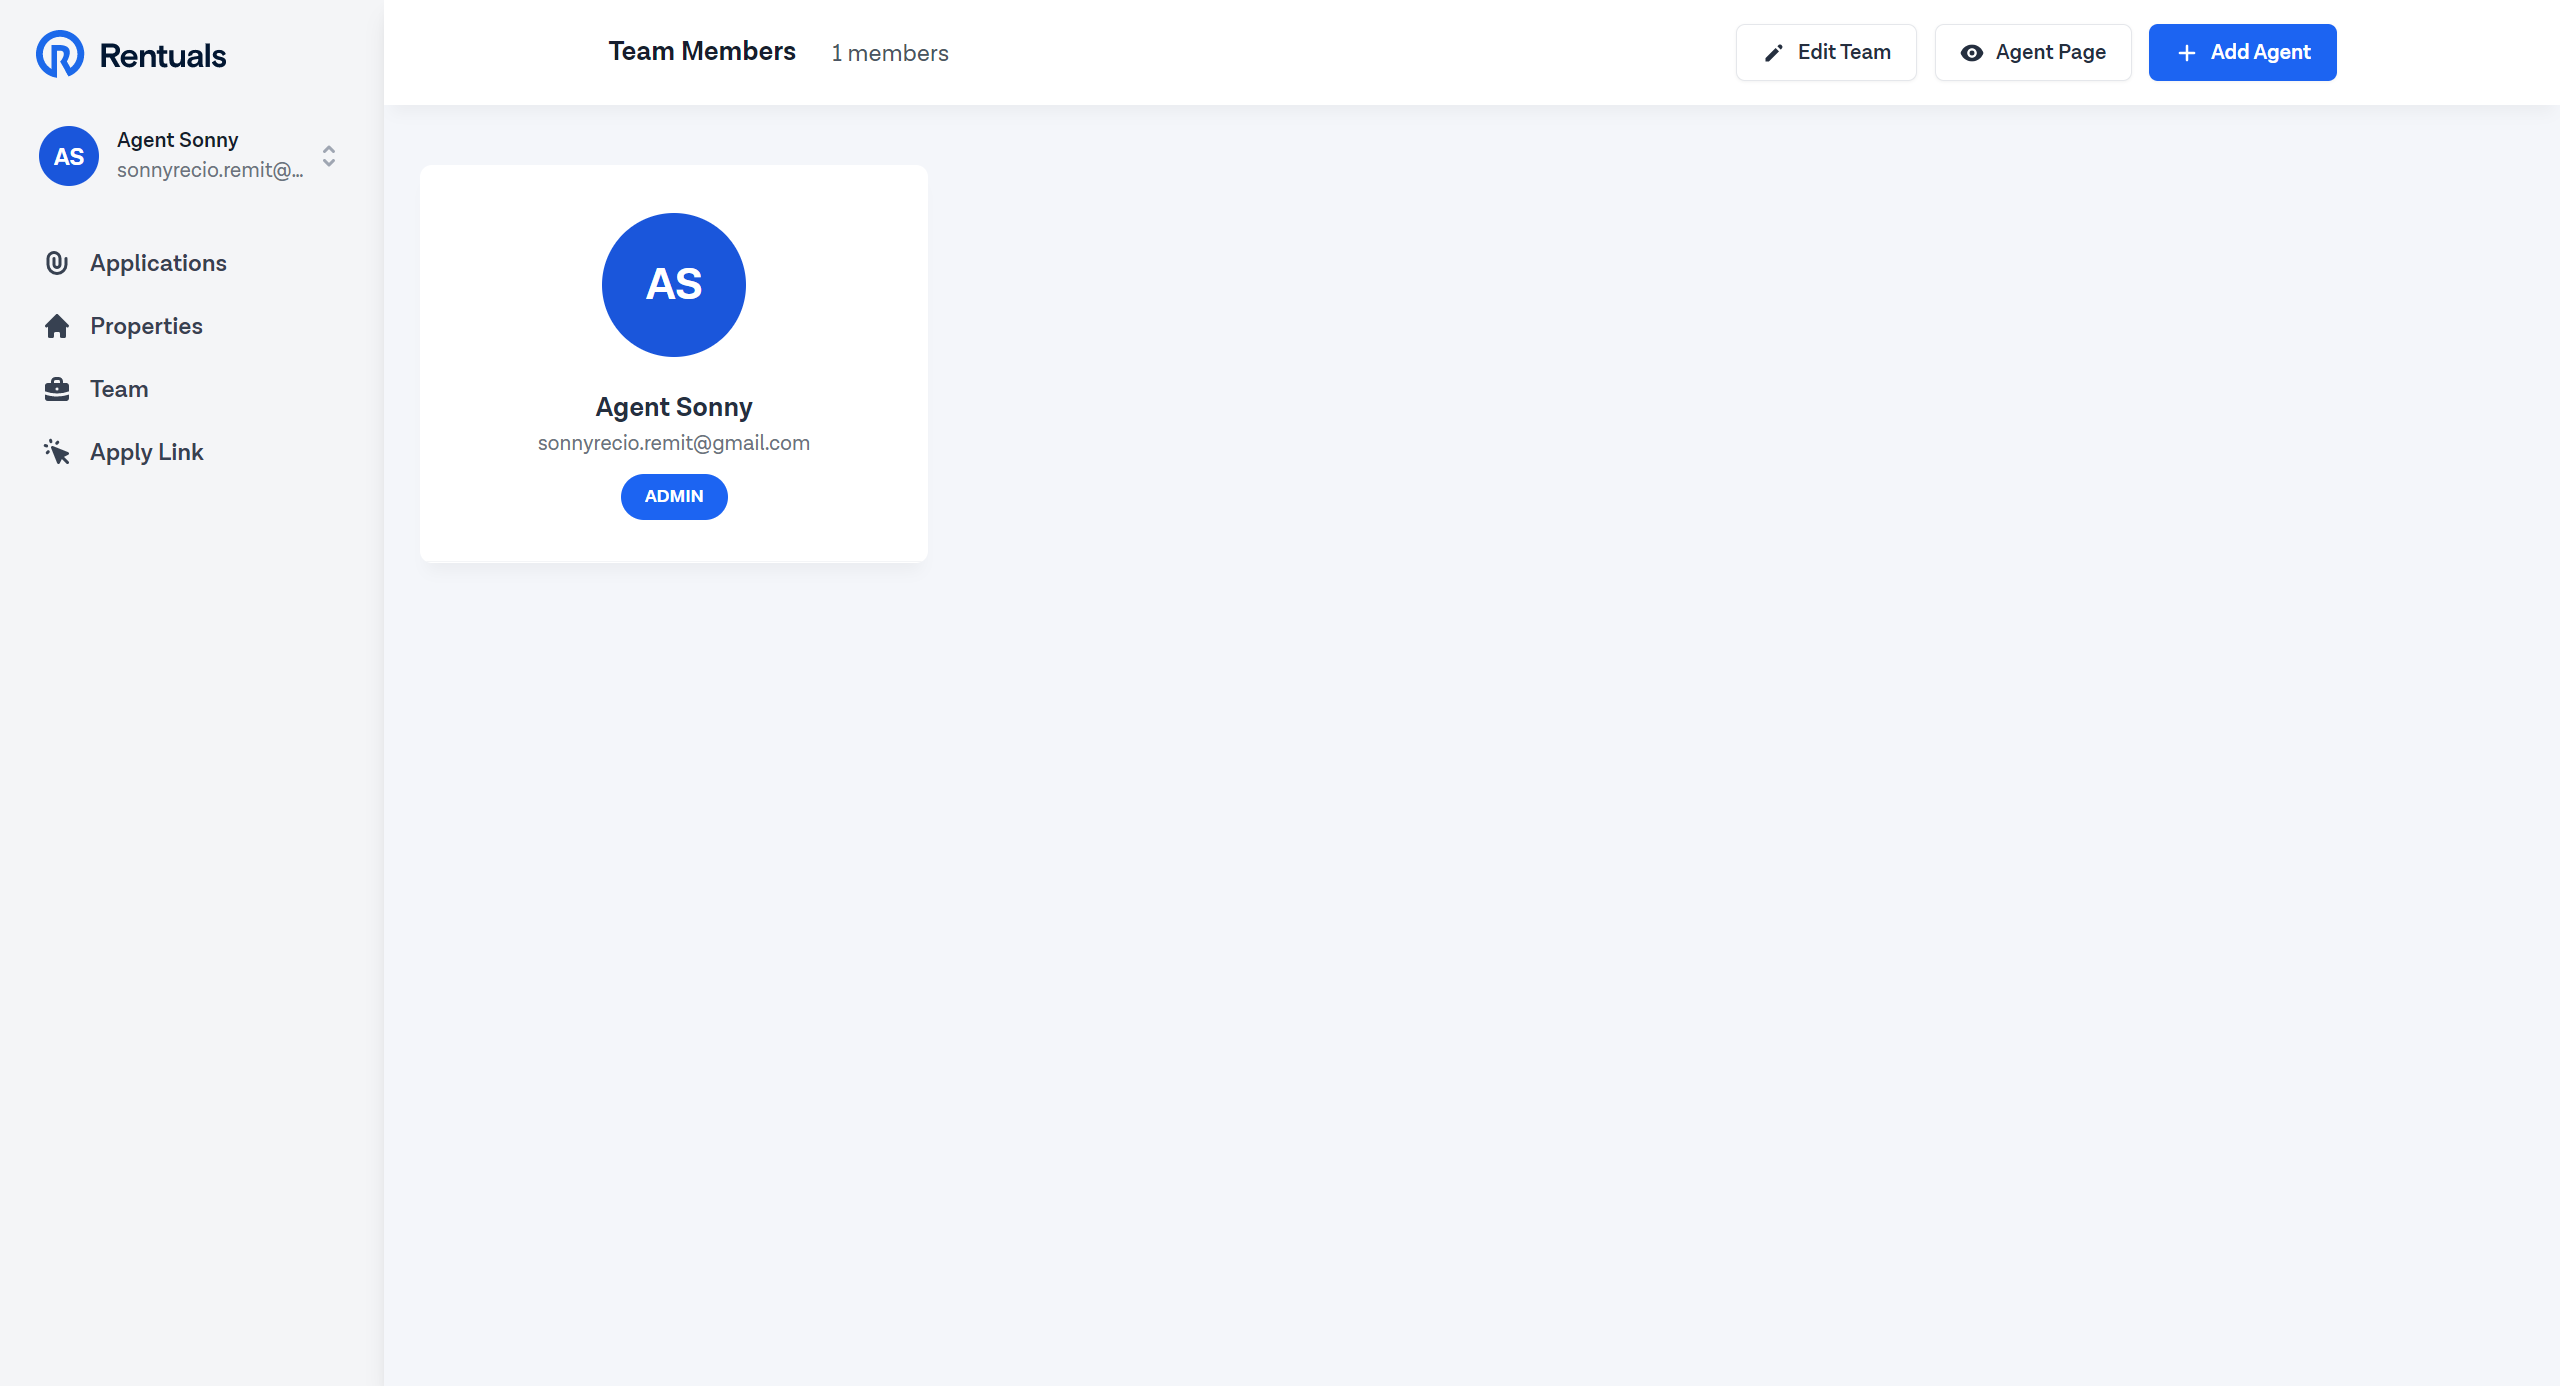 Rentuals
AS
Agent Sonny
sonnyrecio.remit@...
Applications
Properties
Team
Apply Link
Team Members
1 members
Edit Team
Agent Page
Add Agent
AS
Agent Sonny
sonnyrecio.remit@gmail.com
ADMIN